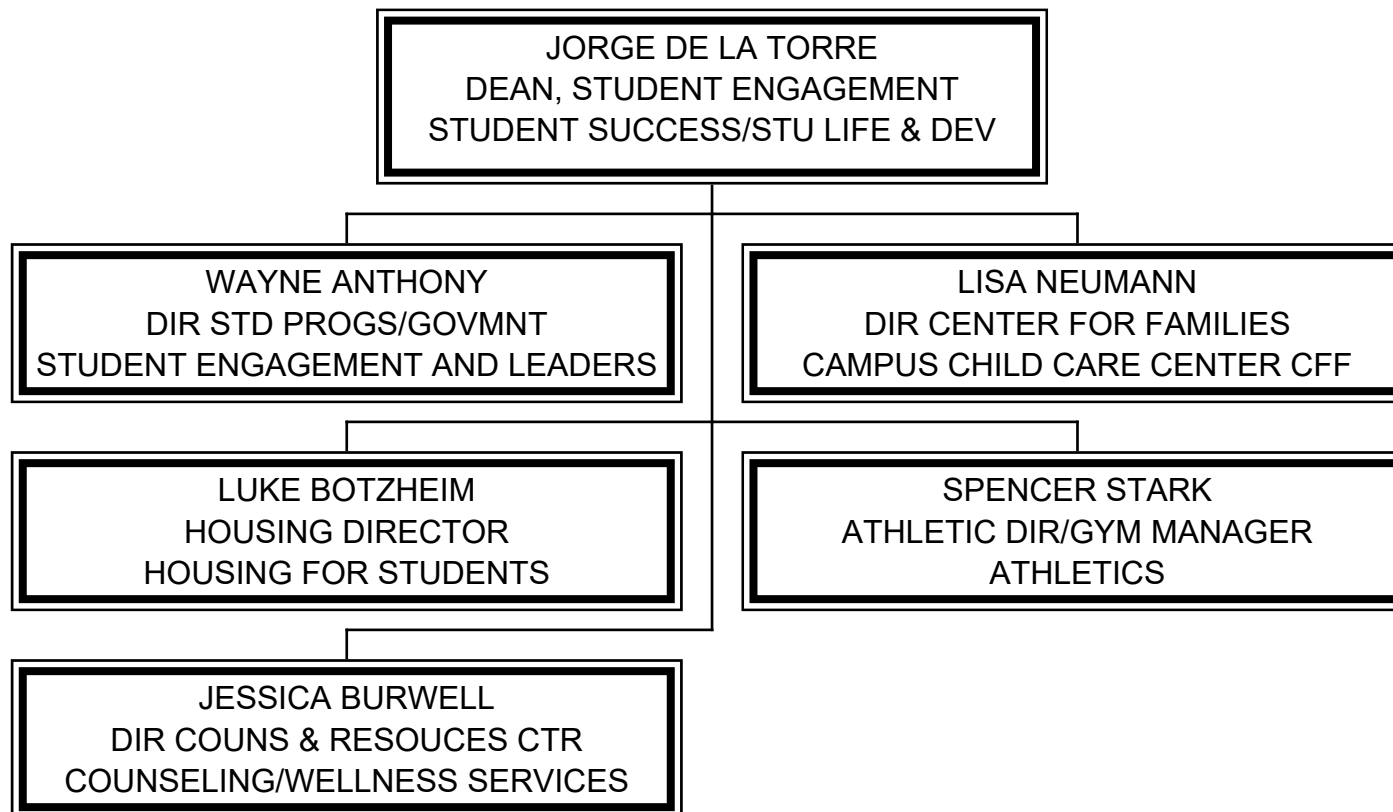 JORGE DE LA TORRE
DEAN, STUDENT ENGAGEMENT
STUDENT SUCCESS/STU LIFE & DEV
WAYNE ANTHONY
DIR STD PROGS/GOVMNT
STUDENT ENGAGEMENT AND LEADERS
LISA NEUMANN
DIR CENTER FOR FAMILIES
CAMPUS CHILD CARE CENTER CFF
LUKE BOTZHEIM
HOUSING DIRECTOR
HOUSING FOR STUDENTS
SPENCER STARK
ATHLETIC DIR/GYM MANAGER
ATHLETICS
JESSICA BURWELL
DIR COUNS & RESOUCES CTR
COUNSELING/WELLNESS SERVICES